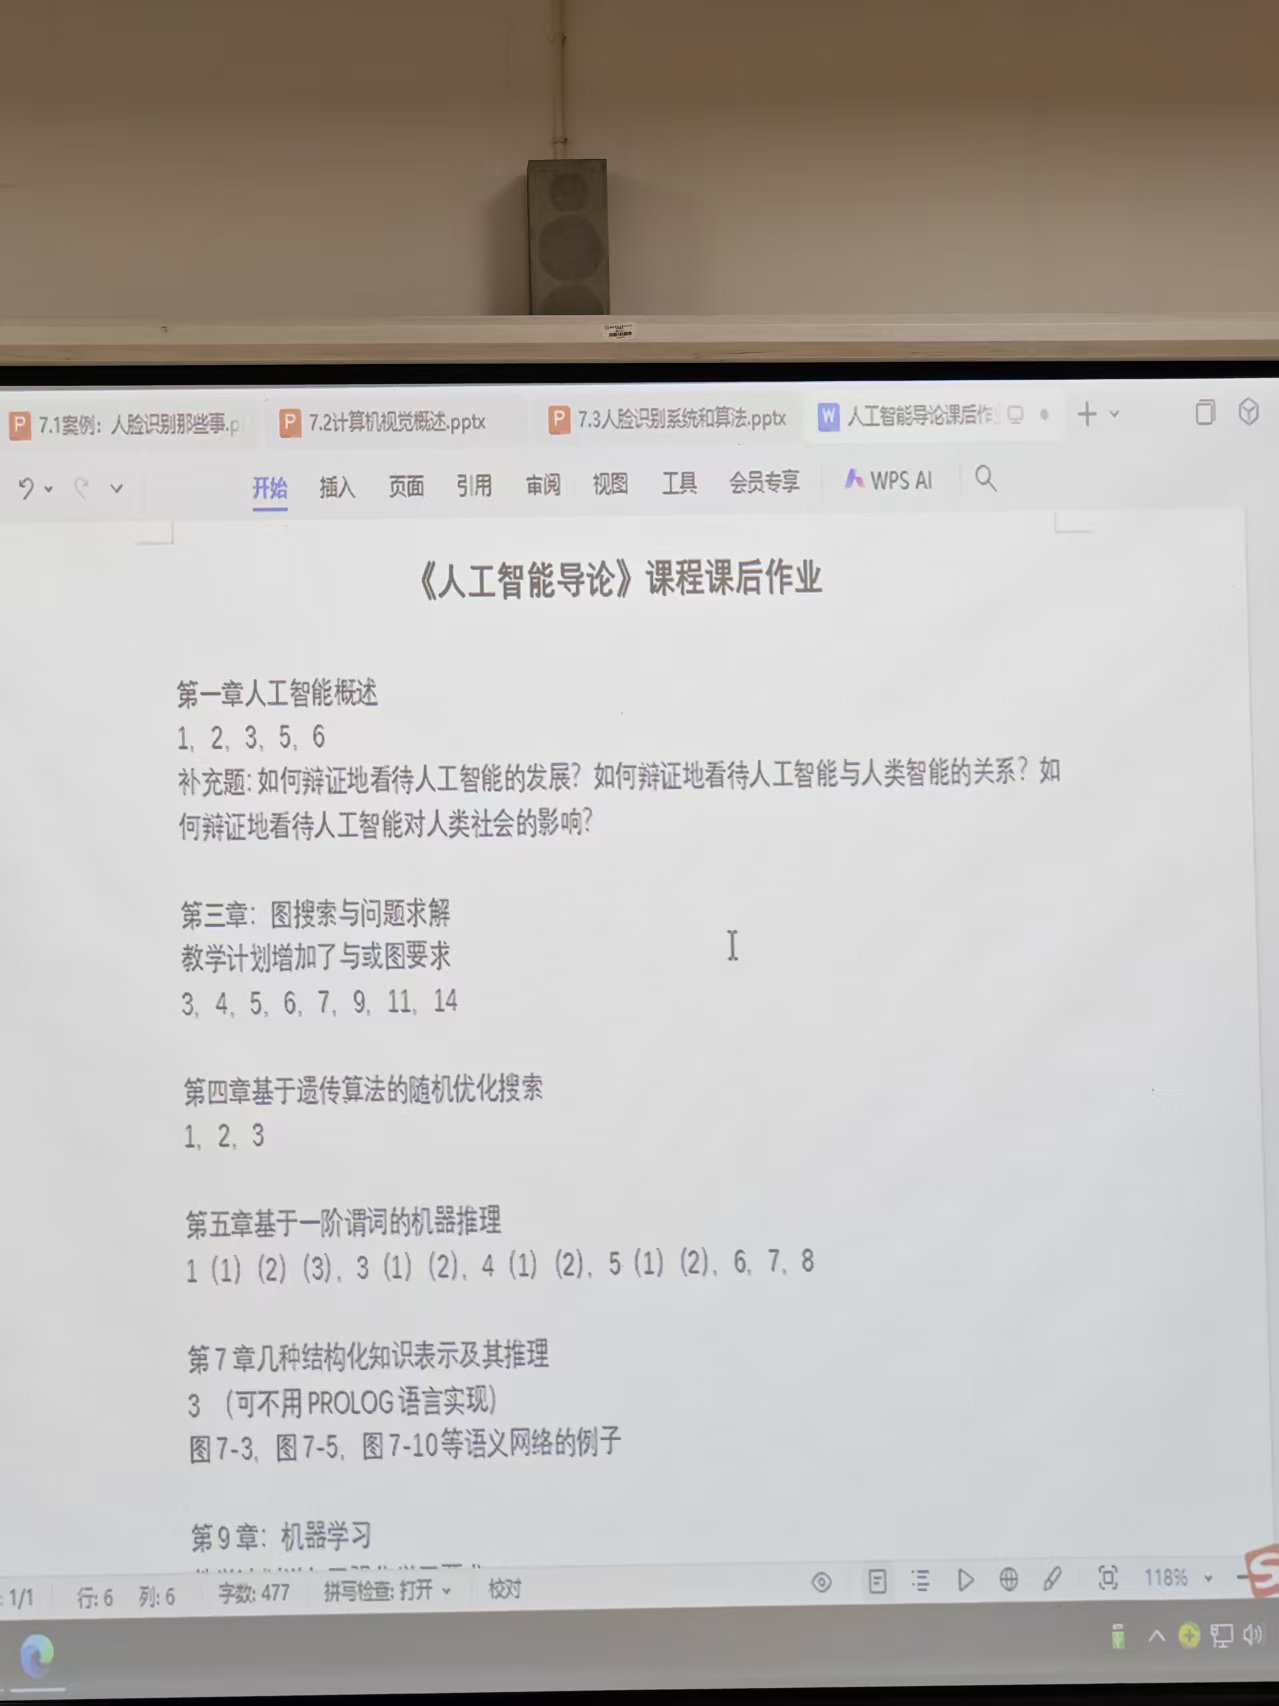 7.1案例：人脸识别那些事.p
7.2计算机视觉概述.pptx
7.3人脸识别系统和算法.pptx
人工智能导论课后作
开始 插入 页面 引用 审阅 视图 工具 会员专享 WPS AI
《人工智能导论》课程课后作业
第一章人工智能概述
1，2，3，5，6
补充题：如何辩证地看待人工智能的发展？如何辩证地看待人工智能与人类智能的关系？如
何辩证地看待人工智能对人类社会的影响？
第三章：图搜索与问题求解
教学计划增加了与或图要求
3，4，5，6，7，9，11，14
第四章基于遗传算法的随机优化搜索
1，2，3
第五章基于一阶谓词的机器推理
1（1）（2）（3），3（1）（2），4（1）（2），5（1）（2），6，7，8
第7章几种结构化知识表示及其推理
3 （可不用PROLOG语言实现）
图7-3，图7-5，图7-10等语义网络的例子
第9章：机器学习
1/1 行: 6 列: 6 字数: 477 拼写检查: 打开 校对 118%